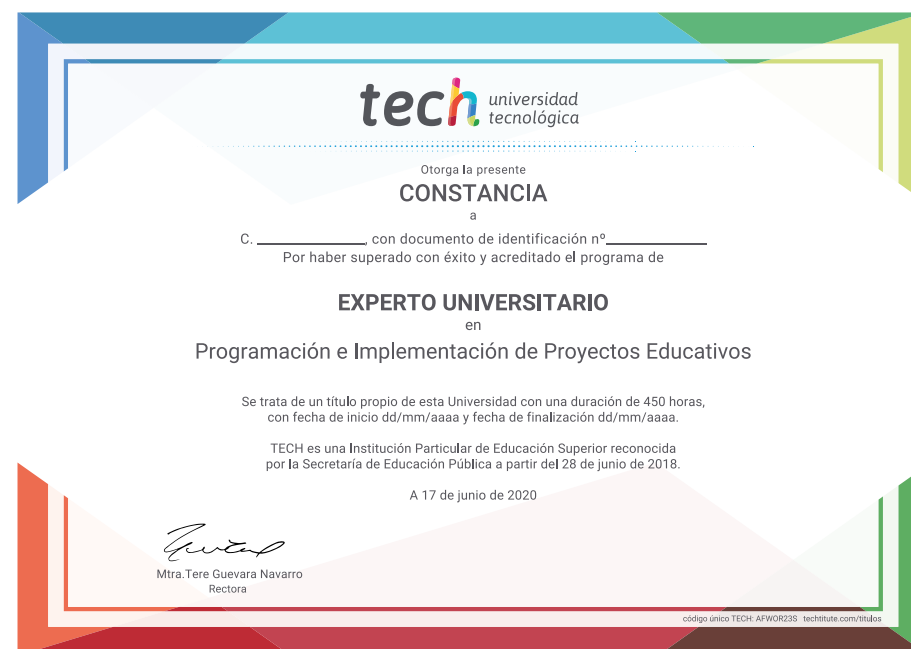 tech universidad
tecnológica
Otorga la presente
CONSTANCIA
a
C. ______________, con documento de identificación nº_____________
Por haber superado con éxito y acreditado el programa de
EXPERTO UNIVERSITARIO
en
Programación e Implementación de Proyectos Educativos
Se trata de un título propio de esta Universidad con una duración de 450 horas,
con fecha de inicio dd/mm/aaaa y fecha de finalización dd/mm/aaaa.
TECH es una Institución Particular de Educación Superior reconocida
por la Secretaría de Educación Pública a partir del 28 de junio de 2018.
A 17 de junio de 2020
Mtra.Tere Guevara Navarro
Rectora
código único TECH: AFWOR23S techtitute.com/titulos